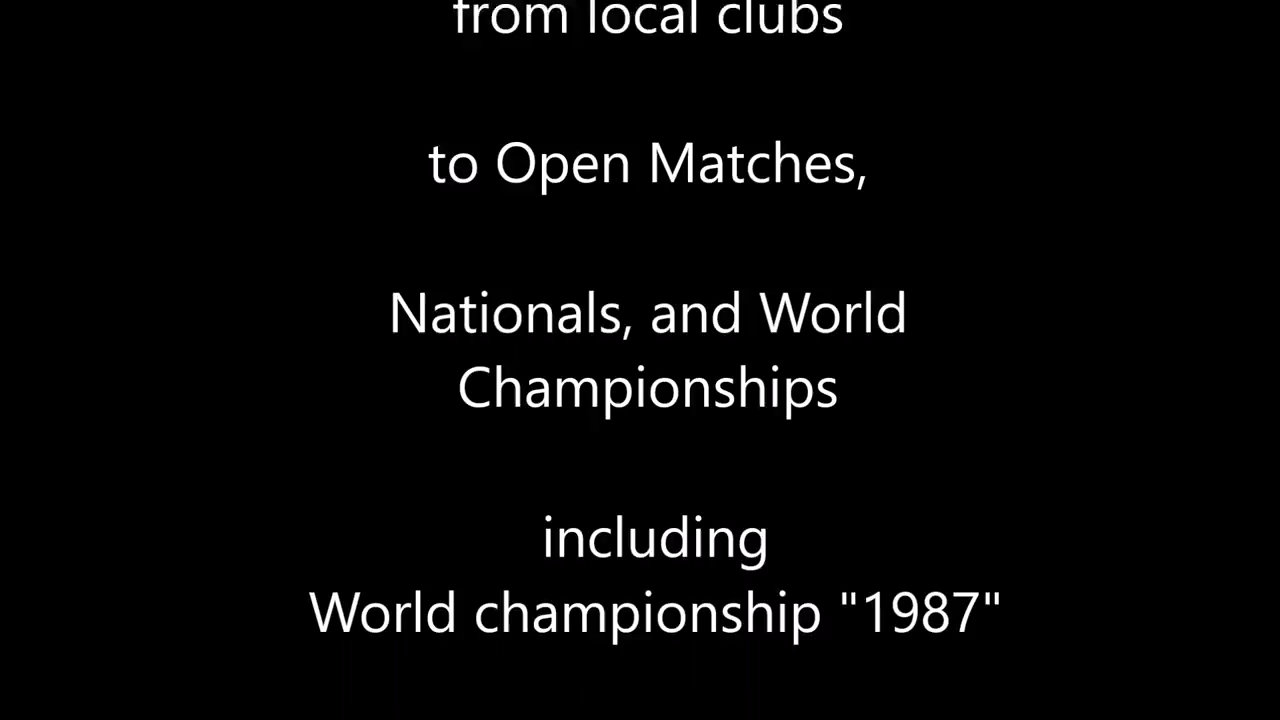 from local clubs
to Open Matches,
Nationals, and World
Championships
including
World championship "1987"